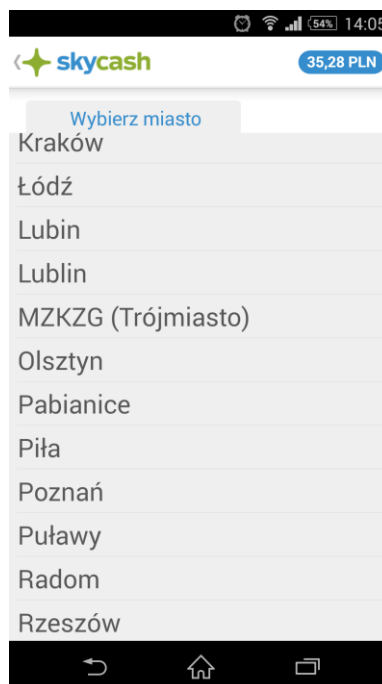 54% 14:05
skycash 35,28 PLN
Wybierz miasto
Kraków
Łódź
Lubin
Lublin
MZKZG (Trójmiasto)
Olsztyn
Pabianice
Piła
Poznań
Puławy
Radom
Rzeszów